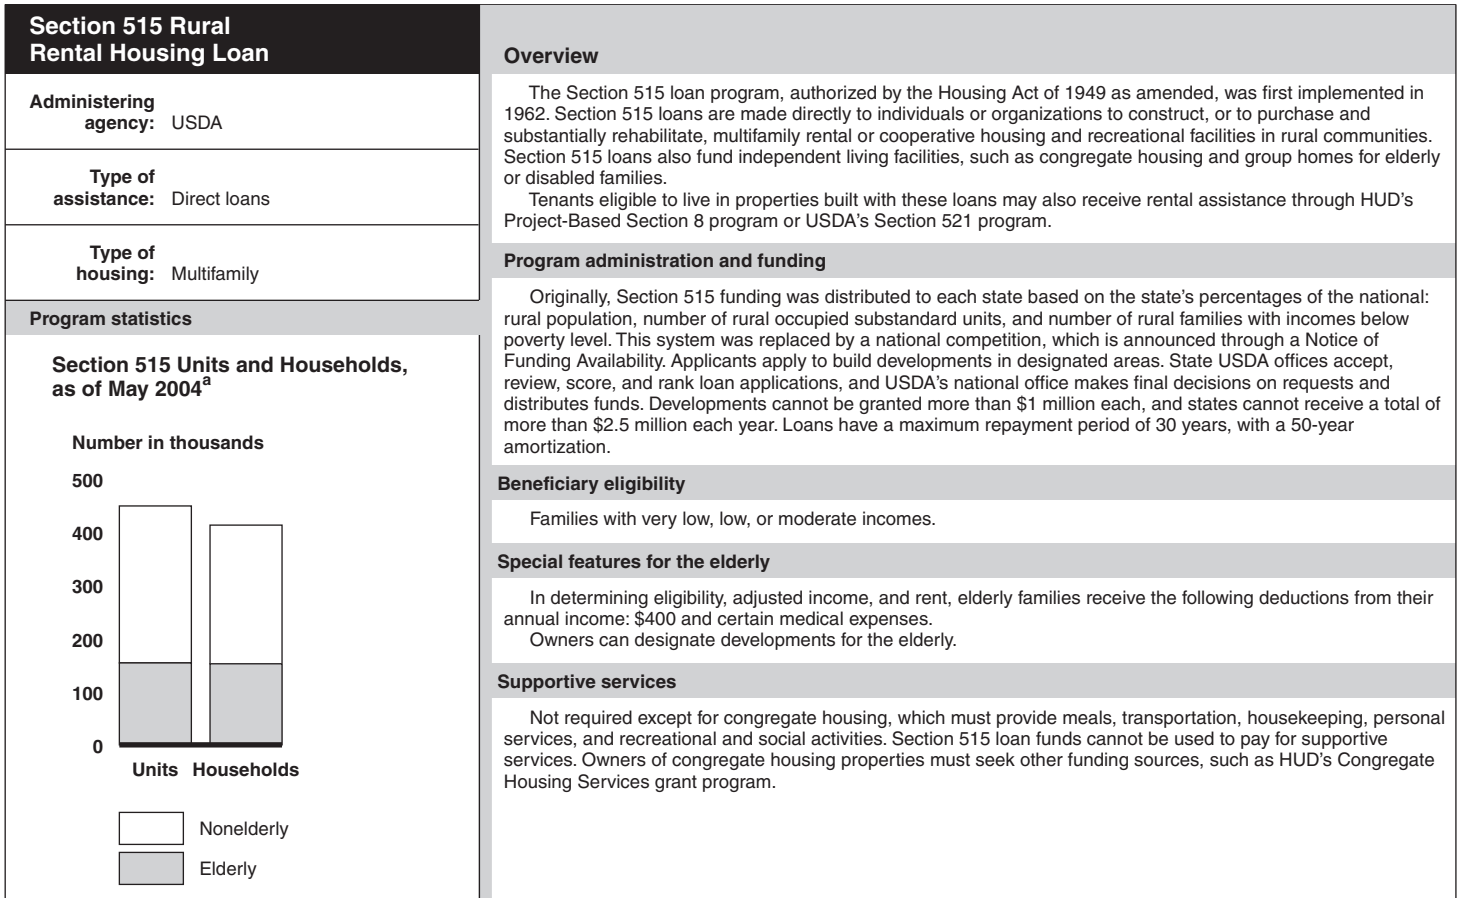 Section 515 Rural
Rental Housing Loan
Administering
agency: USDA
Type of
assistance: Direct loans
Type of
housing: Multifamily
Program statistics
Section 515 Units and Households,
as of May 2004a
Number in thousands
500
400
300
200
100
0
Units Households
Nonelderly
Elderly
Overview
The Section 515 loan program, authorized by the Housing Act of 1949 as amended, was first implemented in
1962. Section 515 loans are made directly to individuals or organizations to construct, or to purchase and
substantially rehabilitate, multifamily rental or cooperative housing and recreational facilities in rural communities.
Section 515 loans also fund independent living facilities, such as congregate housing and group homes for elderly
or disabled families.
Tenants eligible to live in properties built with these loans may also receive rental assistance through HUD's
Project-Based Section 8 program or USDA's Section 521 program.
Program administration and funding
Originally, Section 515 funding was distributed to each state based on the state's percentages of the national:
rural population, number of rural occupied substandard units, and number of rural families with incomes below
poverty level. This system was replaced by a national competition, which is announced through a Notice of
Funding Availability. Applicants apply to build developments in designated areas. State USDA offices accept,
review, score, and rank loan applications, and USDA's national office makes final decisions on requests and
distributes funds. Developments cannot be granted more than $1 million each, and states cannot receive a total of
more than $2.5 million each year. Loans have a maximum repayment period of 30 years, with a 50-year
amortization.
Beneficiary eligibility
Families with very low, low, or moderate incomes.
Special features for the elderly
In determining eligibility, adjusted income, and rent, elderly families receive the following deductions from their
annual income: $400 and certain medical expenses.
Owners can designate developments for the elderly.
Supportive services
Not required except for congregate housing, which must provide meals, transportation, housekeeping, personal
services, and recreational and social activities. Section 515 loan funds cannot be used to pay for supportive
services. Owners of congregate housing properties must seek other funding sources, such as HUD's Congregate
Housing Services grant program.